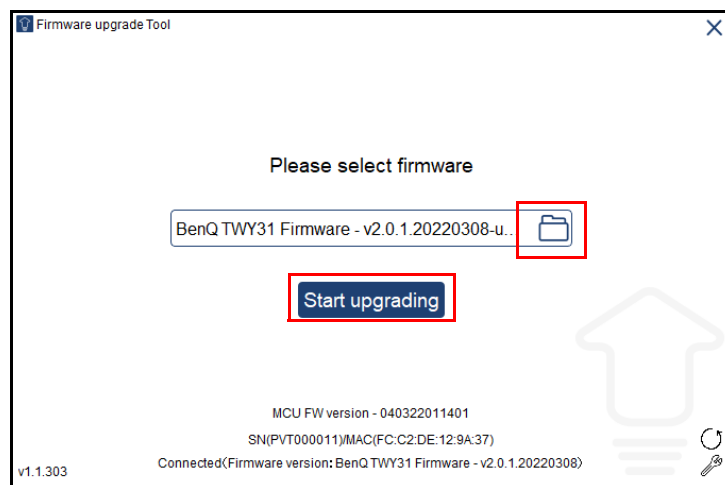 Firmware upgrade Tool
Please select firmware
BenQ TWY31 Firmware - v2.0.1.20220308-u..
Start upgrading
MCU FW version - 040322011401
SN(PVT000011)/MAC(FC:C2:DE:12:9A:37)
Connected(Firmware version: BenQ TWY31 Firmware - v2.0.1.20220308)
v1.1.303